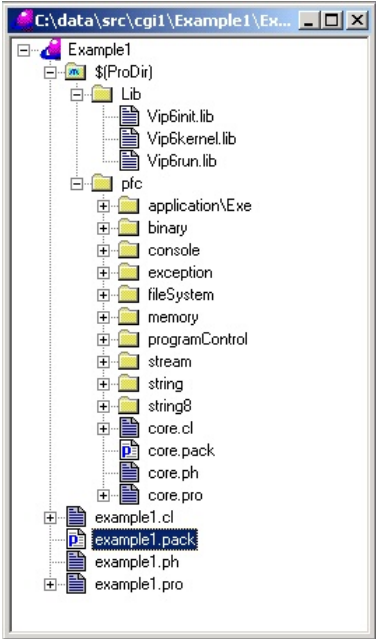 C:\data\src\cgi1\Example1\Ex...
Example1
$(ProDir)
Lib
Vip6init.lib
Vip6kernel.lib
Vip6run.lib
pfc
application\Exe
binary
console
exception
fileSystem
memory
programControl
stream
string
string8
core.cl
core.pack
core.ph
core.pro
example1.cl
example1.pack
example1.ph
example1.pro